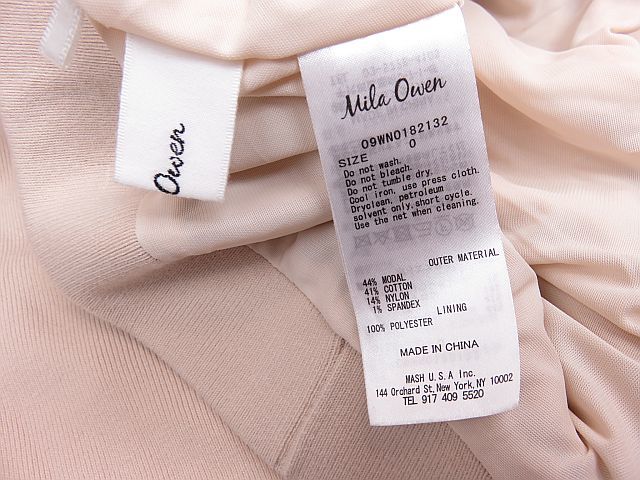 Owen
Mila Owen
09WN0182132
SIZE 0
Do not wash.
Do not bleach.
Do not tumble dry.
Cool iron, use press cloth.
Dryclean, petroleum
solvent only,short cycle.
Use the net when cleaning.
OUTER MATERIAL
44% MODAL
41% COTTON
14% NYLON
1% SPANDEX
LINING
100% POLYESTER
MADE IN CHINA
MASH U.S.A Inc.
144 Orchard St,New York,NY 10002
TEL 917 409 5520